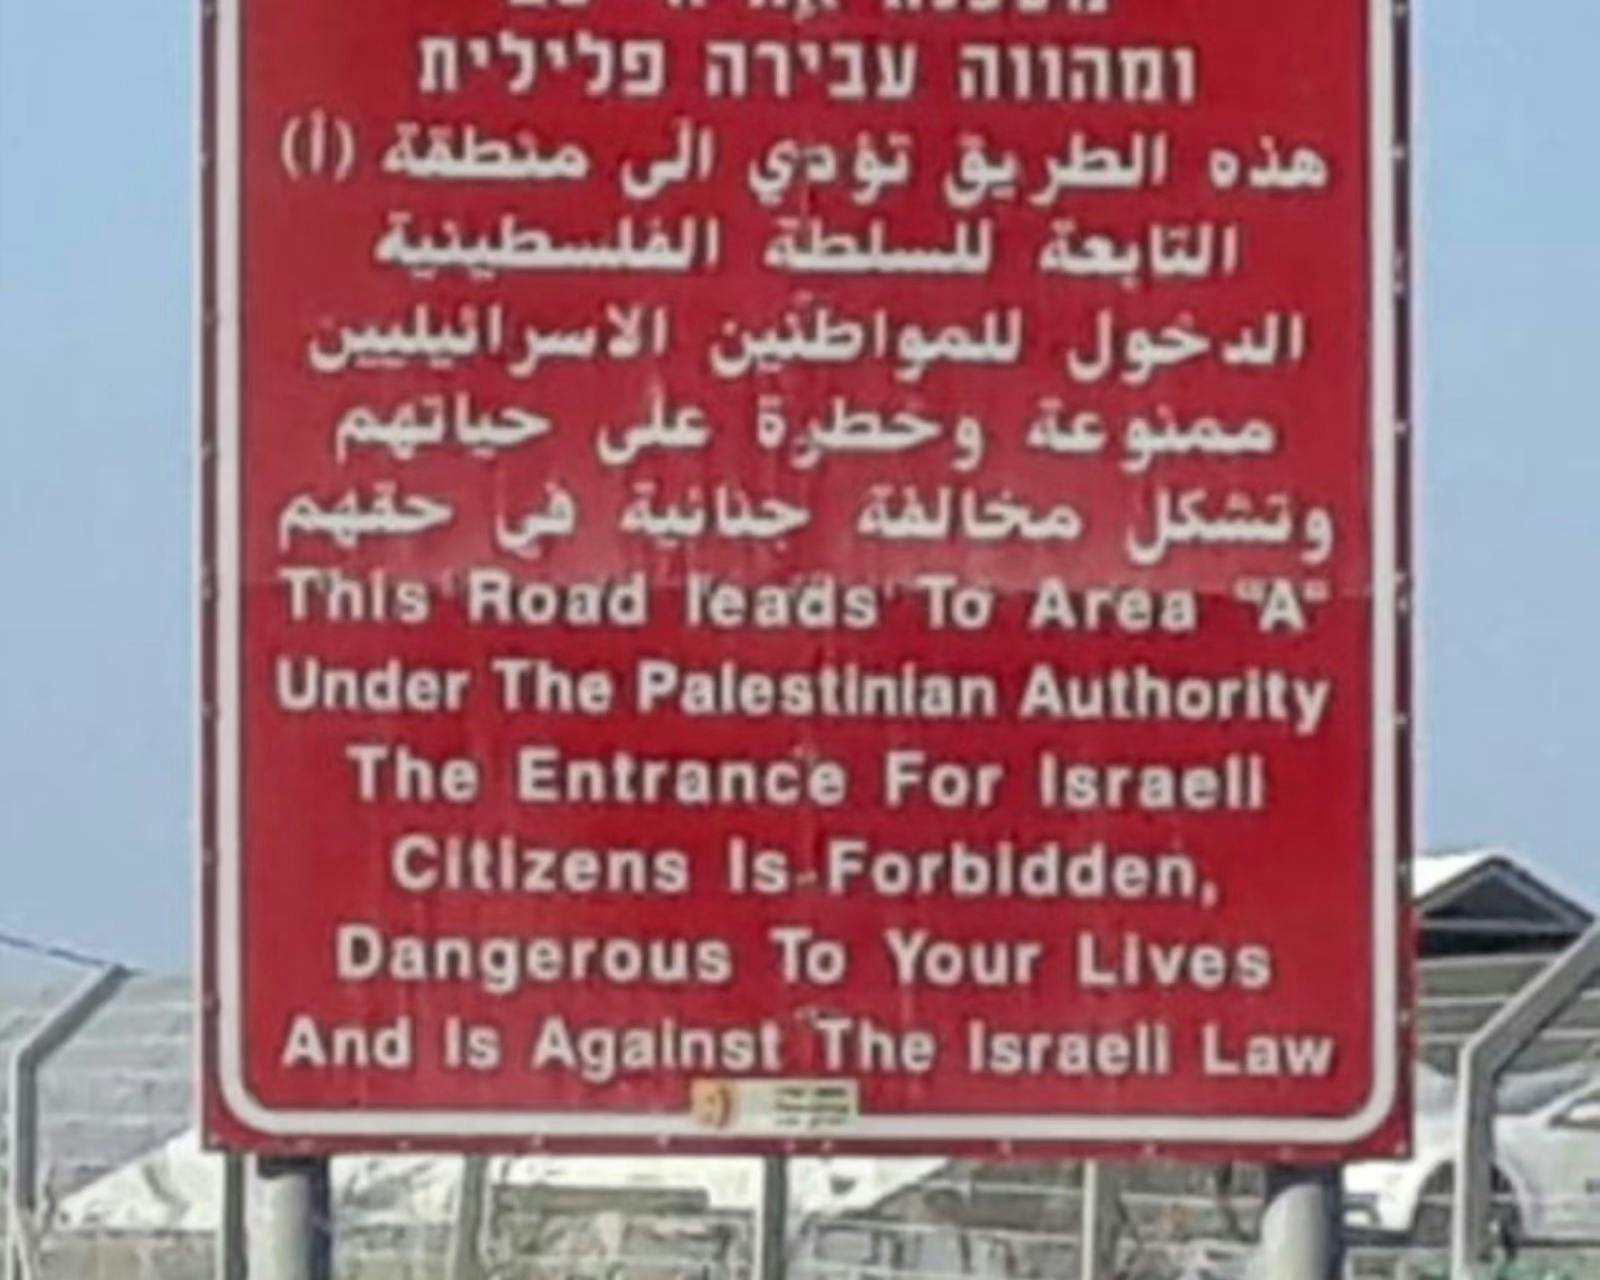 ומהווה עבירה פלילית
هذه الطريق تؤدي الى منطقة (أ)
التابعة للسلطة الفلسطينية
الدخول للمواطنين الاسرائيليين
ممنوعة وخطرة على حياتهم
وتشكل مخالفة جنائية في حقهم
This Road leads To Area "A"
Under The Palestinian Authority
The Entrance For Israeli
Citizens Is Forbidden,
Dangerous To Your Lives
And Is Against The Israeli Law